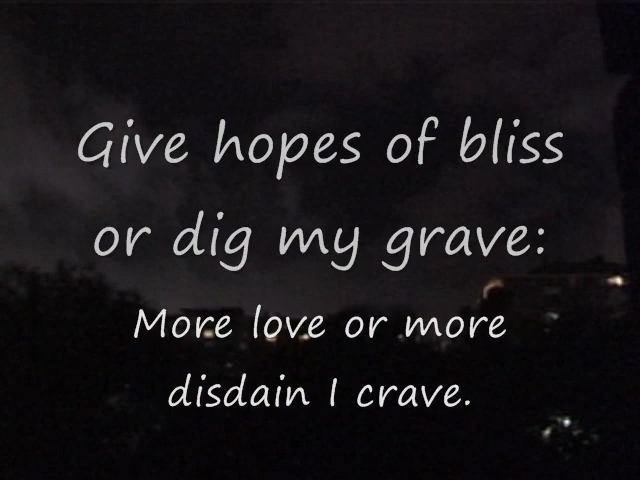 Give hopes of bliss
or dig my grave:
More love or more
disdain I crave.